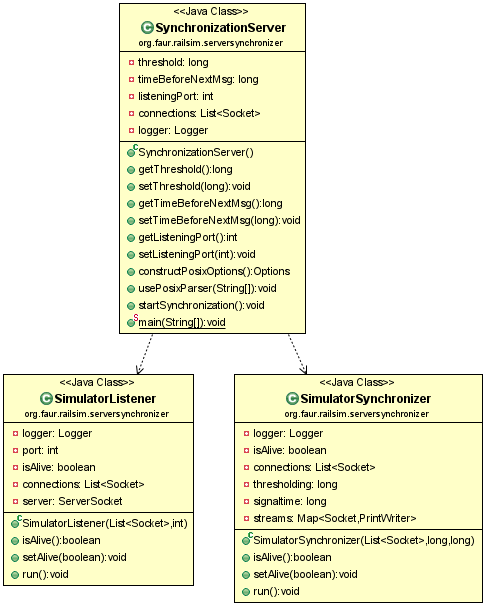 <<Java Class>>
SynchronizationServer
org.faur.railsim.serversynchronizer
threshold: long
timeBeforeNextMsg: long
listeningPort: int
connections: List<Socket>
logger: Logger
SynchronizationServer()
getThreshold():long
setThreshold(long):void
getTimeBeforeNextMsg():long
setTimeBeforeNextMsg(long):void
getListeningPort():int
setListeningPort(int):void
constructPosixOptions():Options
usePosixParser(String[]):void
startSynchronization():void
main(String[]):void
<<Java Class>>
SimulatorListener
org.faur.railsim.serversynchronizer
logger: Logger
port: int
isAlive: boolean
connections: List<Socket>
server: ServerSocket
SimulatorListener(List<Socket>,int)
isAlive():boolean
setAlive(boolean):void
run():void
<<Java Class>>
SimulatorSynchronizer
org.faur.railsim.serversynchronizer
logger: Logger
isAlive: boolean
connections: List<Socket>
thresholding: long
signaltime: long
streams: Map<Socket,PrintWriter>
SimulatorSynchronizer(List<Socket>,long,long)
isAlive():boolean
setAlive(boolean):void
run():void